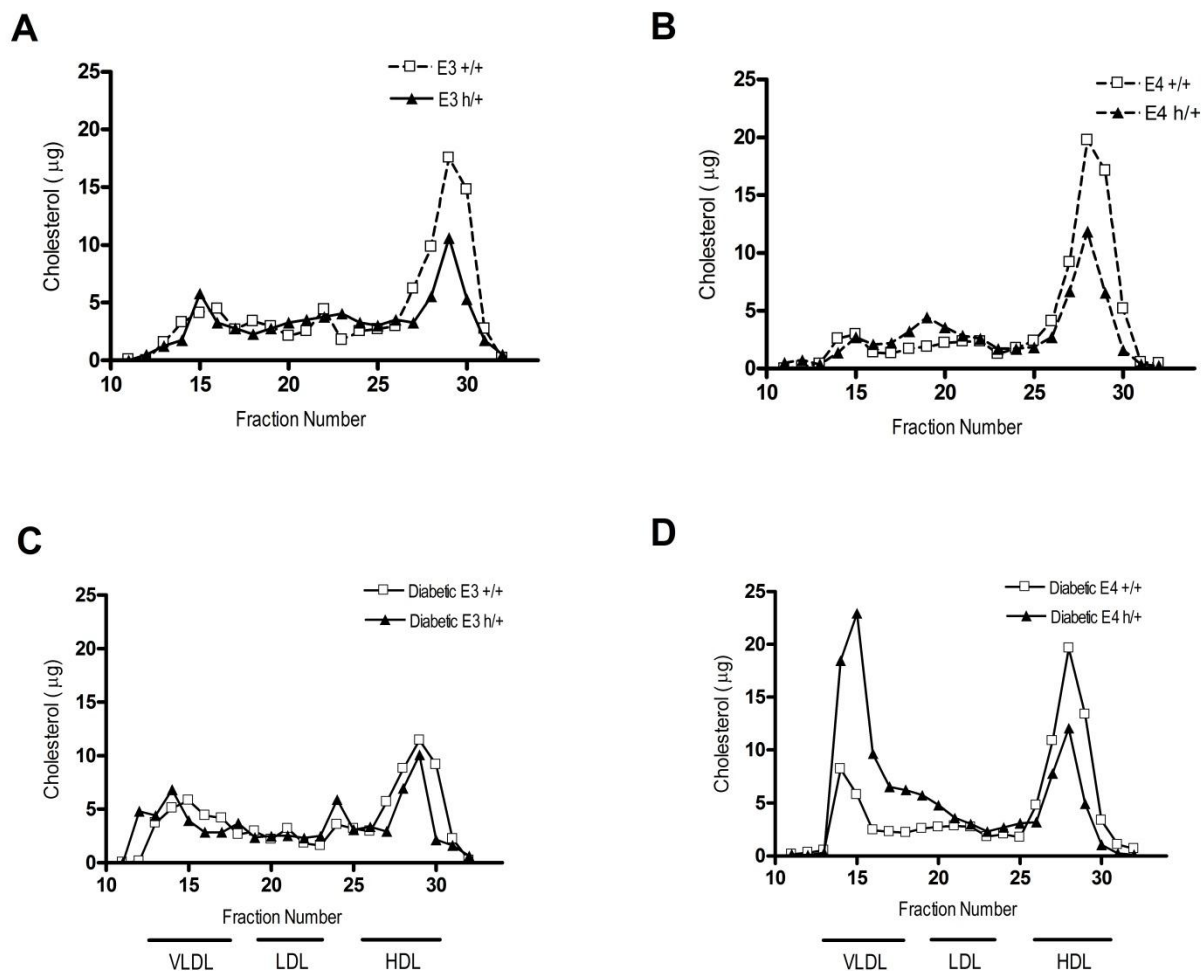 A
E3 +/+
E3 h/+
25
20
15
10
5
0
Cholesterol ( μg)
10 15 20 25 30
Fraction Number
B
E4 +/+
E4 h/+
25
20
15
10
5
0
Cholesterol ( μg)
10 15 20 25 30
Fraction Number
C
Diabetic E3 +/+
Diabetic E3 h/+
25
20
15
10
5
0
Cholesterol ( μg)
10 15 20 25 30
Fraction Number
VLDL LDL HDL
D
Diabetic E4 +/+
Diabetic E4 h/+
25
20
15
10
5
0
Cholesterol ( μg)
10 15 20 25 30
Fraction Number
VLDL LDL HDL